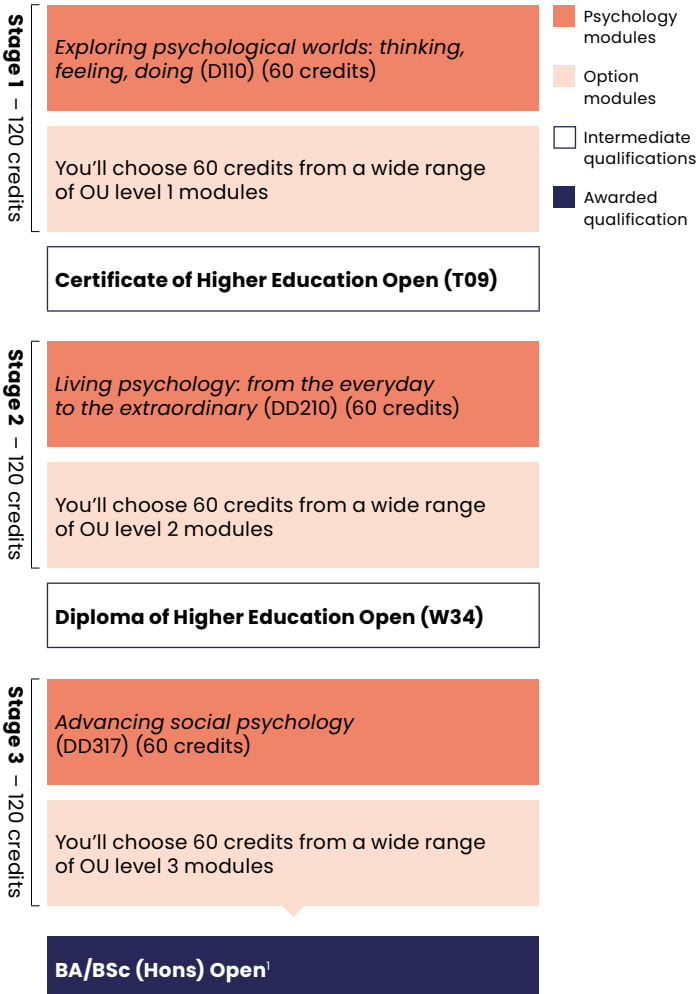 Stage 1 – 120 credits
Exploring psychological worlds: thinking,
feeling, doing (D110) (60 credits)
You’ll choose 60 credits from a wide range
of OU level 1 modules
Certificate of Higher Education Open (T09)
Stage 2 – 120 credits
Living psychology: from the everyday
to the extraordinary (DD210) (60 credits)
You’ll choose 60 credits from a wide range
of OU level 2 modules
Diploma of Higher Education Open (W34)
Stage 3 – 120 credits
Advancing social psychology
(DD317) (60 credits)
You’ll choose 60 credits from a wide range
of OU level 3 modules
BA/BSc (Hons) Open¹
Psychology
modules
Option
modules
Intermediate
qualifications
Awarded
qualification